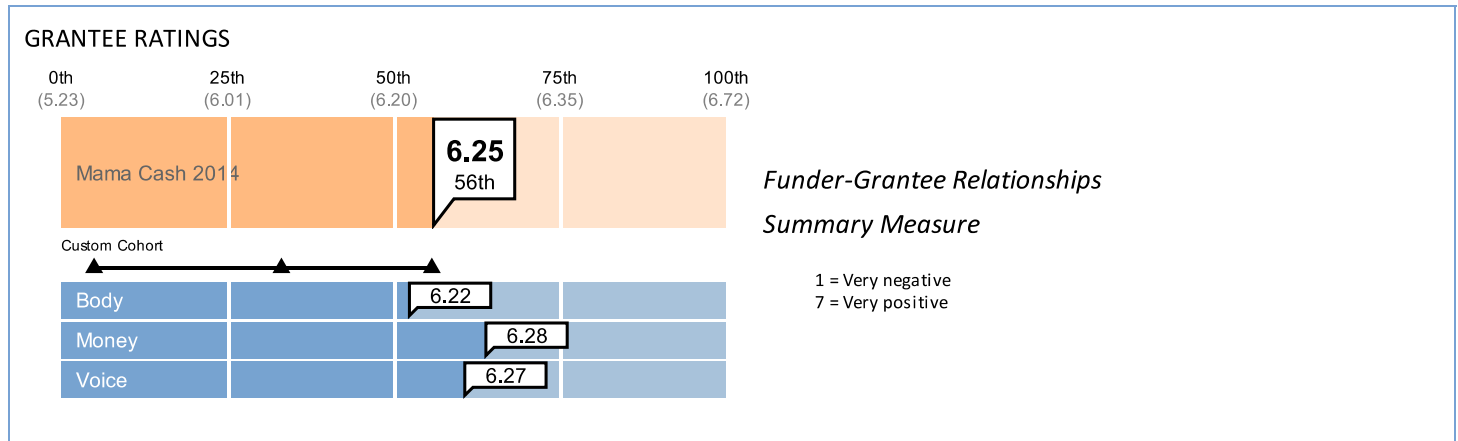 GRANTEE RATINGS
0th 25th 50th 75th 100th
(5.23) (6.01) (6.20) (6.35) (6.72)
6.25
Mama Cash 2014
56th
Funder-Grantee Relationships
Summary Measure
Custom Cohort
1 = Very negative
7 = Very positive
Body 6.22
Money 6.28
Voice 6.27